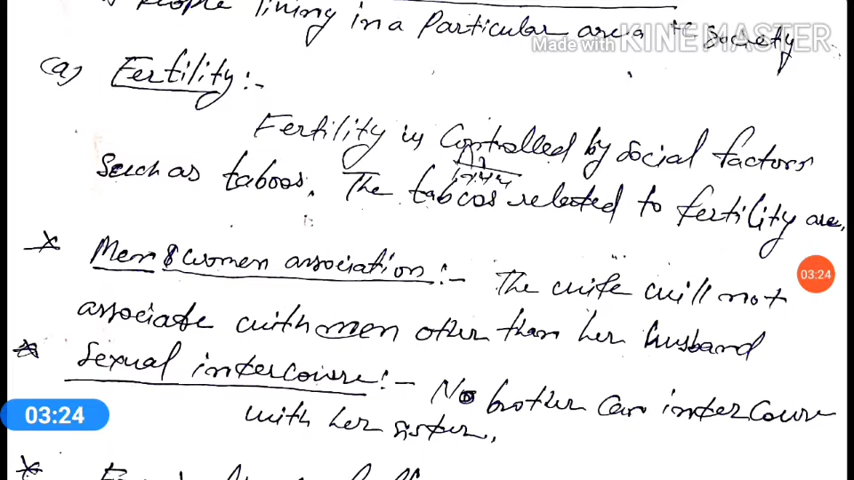 People living in a Particular area society
Made with KINEMASTER
(a) Fertility :-
Fertility is Controlled by social factors
such as taboos. The taboos related to fertility are.
03:24
* Men & women association :- The wife will not
associate with men other than her husband
* Sexual intercourse :- No brother can intercourse
03:24
with her sister.
*